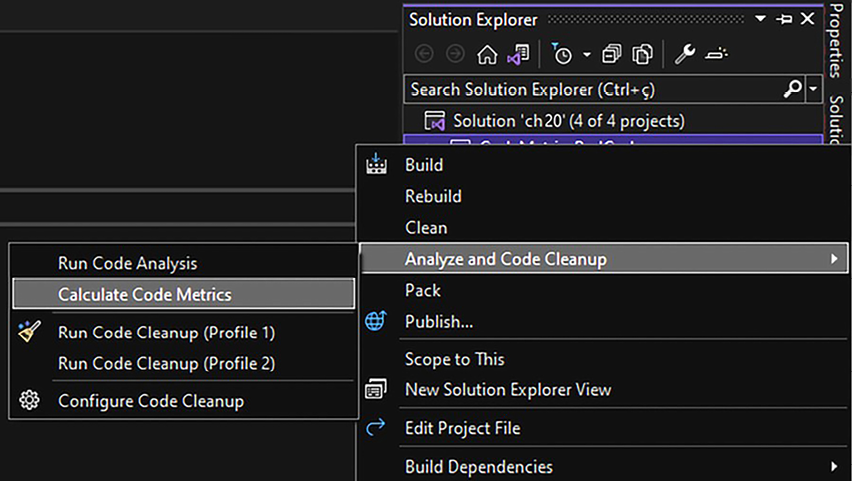 Solution Explorer
Search Solution Explorer (Ctrl+ç)
Solution 'ch20' (4 of 4 projects)
Properties
Build
Rebuild
Clean
Analyze and Code Cleanup
Pack
Publish...
Scope to This
New Solution Explorer View
Edit Project File
Build Dependencies
Run Code Analysis
Calculate Code Metrics
Run Code Cleanup (Profile 1)
Run Code Cleanup (Profile 2)
Configure Code Cleanup